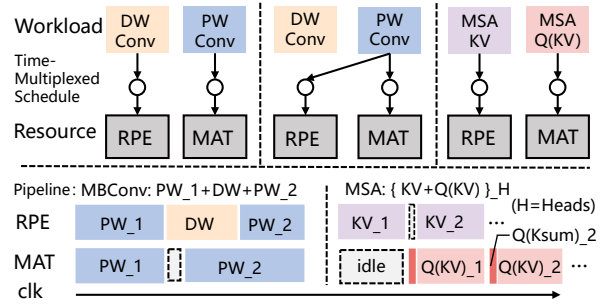 Workload
DW Conv
PW Conv
DW Conv
PW Conv
MSA KV
MSA Q(KV)
Time-
Multiplexed
Schedule
Resource
RPE
MAT
RPE
MAT
RPE
MAT
Pipeline: MBConv: PW_1+DW+PW_2
MSA: { KV+Q(KV) }_H
RPE
PW_1
DW
PW_2
KV_1
KV_2
...
(H=Heads)
Q(Ksum)_2
MAT
PW_1
PW_2
idle
Q(KV)_1
Q(KV)_2
...
clk